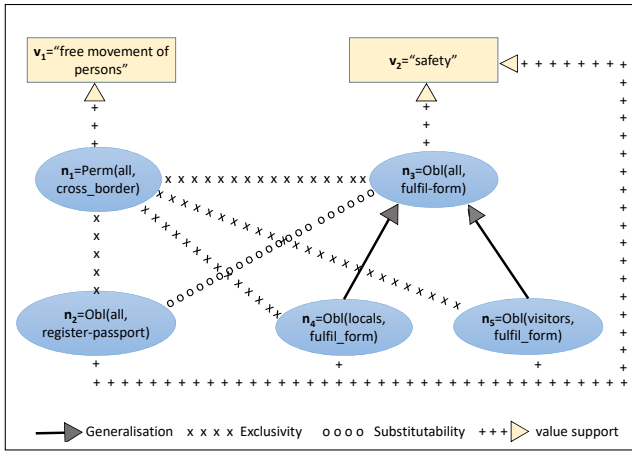 v1="free movement of
persons"
v2="safety"
n1=Perm(all,
cross_border)
n3=Obl(all,
fulfil-form)
n2=Obl(all,
register-passport)
n4=Obl(locals,
fulfil_form)
n5=Obl(visitors,
fulfil_form)
Generalisation
x x x x Exclusivity
o o o o Substitutability
+ + + value support